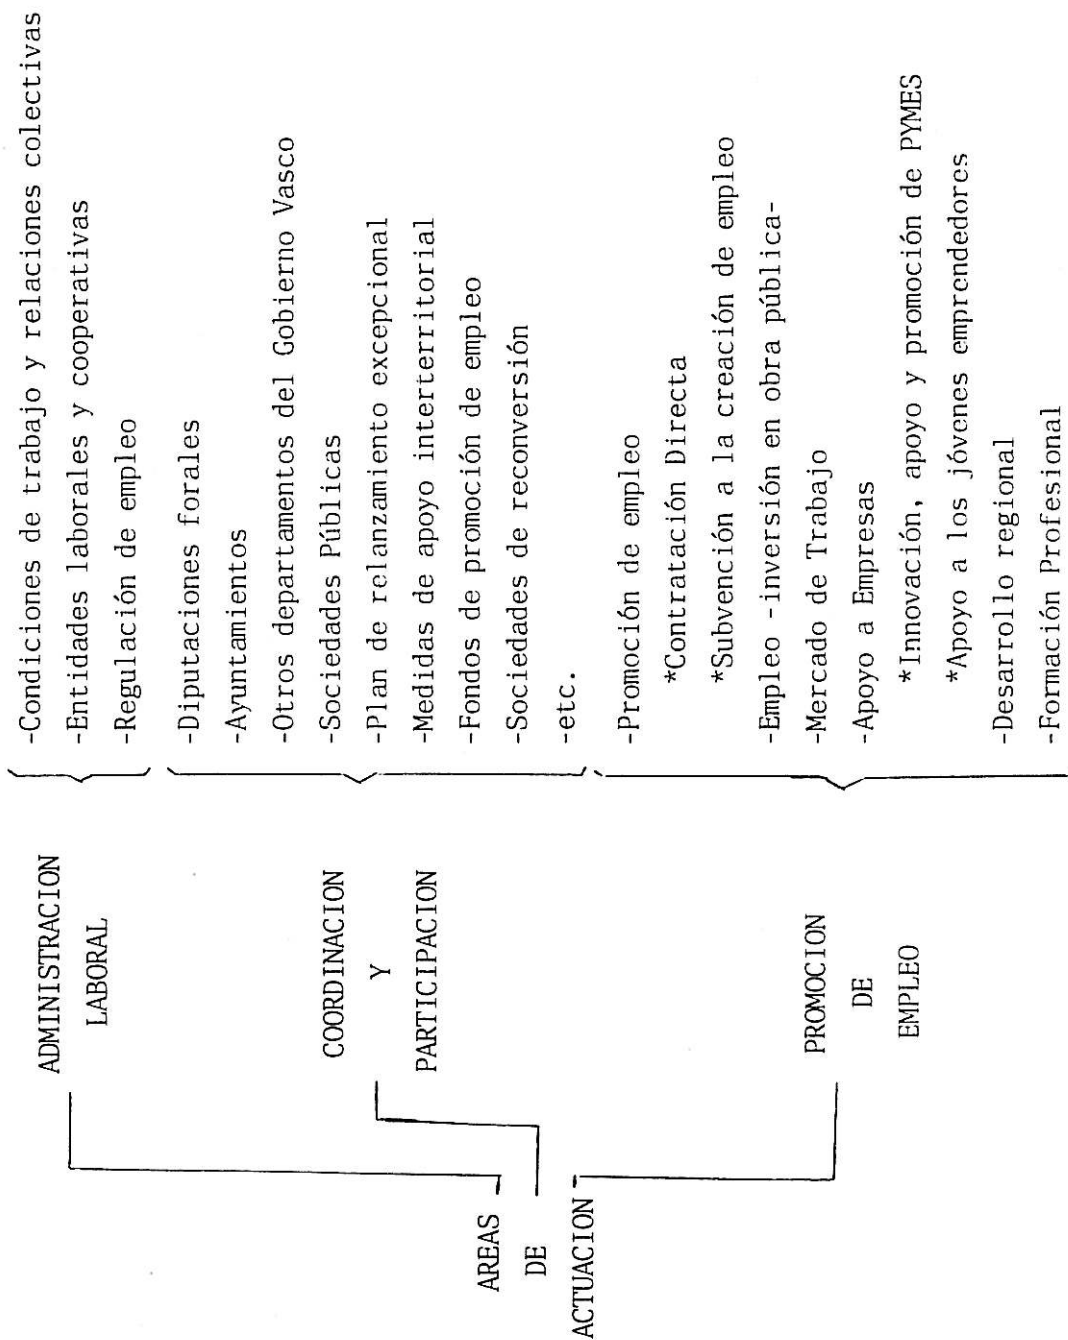 AREAS
DE
ACTUACION
ADMINISTRACION
LABORAL
-Condiciones de trabajo y relaciones colectivas
-Entidades laborales y cooperativas
-Regulación de empleo
COORDINACION
Y
PARTICIPACION
-Diputaciones forales
-Ayuntamientos
-Otros departamentos del Gobierno Vasco
-Sociedades Públicas
-Plan de relanzamiento excepcional
-Medidas de apoyo interterritorial
-Fondos de promoción de empleo
-Sociedades de reconversión
-etc.
PROMOCION
DE
EMPLEO
-Promoción de empleo
*Contratación Directa
*Subvención a la creación de empleo
-Empleo -inversión en obra pública-
-Mercado de Trabajo
-Apoyo a Empresas
*Innovación, apoyo y promoción de PYMES
*Apoyo a los jóvenes emprendedores
-Desarrollo regional
-Formación Profesional